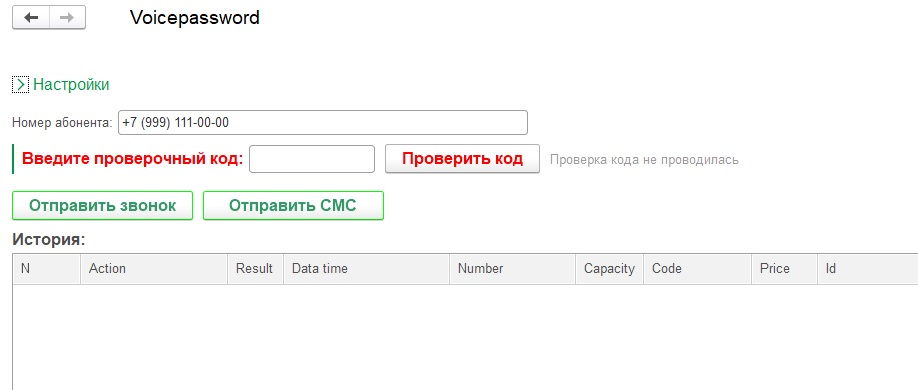 Voicepassword
Настройки
Номер абонента: +7 (999) 111-00-00
Введите проверочный код: Проверить код Проверка кода не проводилась
Отправить звонок Отправить СМС
История:
N Action Result Data time Number Capacity Code Price Id